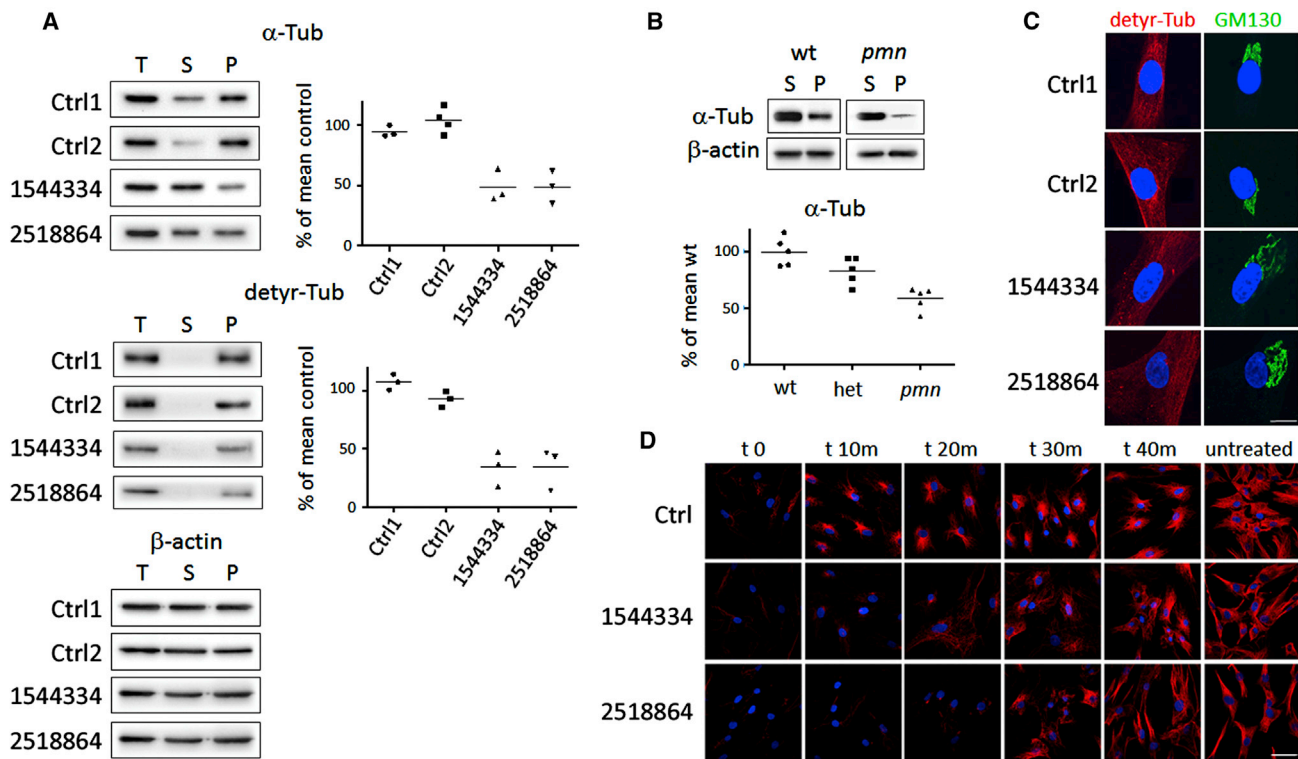 A
α-Tub
T S P
Ctrl1
Ctrl2
1544334
2518864
% of mean control
100
50
0
Ctrl1 Ctrl2 1544334 2518864
detyr-Tub
T S P
Ctrl1
Ctrl2
1544334
2518864
% of mean control
100
50
0
Ctrl1 Ctrl2 1544334 2518864
β-actin
T S P
Ctrl1
Ctrl2
1544334
2518864
B
wt pmn
S P S P
α-Tub
β-actin
α-Tub
% of mean wt
100
50
0
wt het pmn
C
detyr-Tub GM130
Ctrl1
Ctrl2
1544334
2518864
D
t 0 t 10m t 20m t 30m t 40m untreated
Ctrl
1544334
2518864